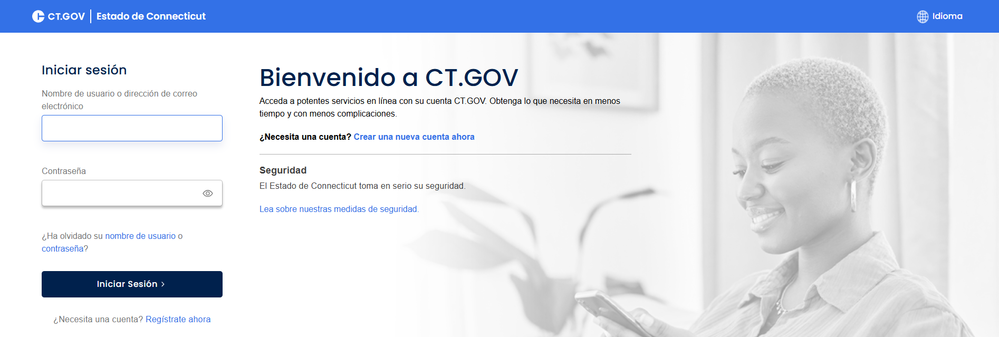 CT.GOV | Estado de Connecticut
Idioma
Iniciar sesión
Nombre de usuario o dirección de correo
electrónico
Contraseña
¿Ha olvidado su nombre de usuario o
contraseña?
Iniciar Sesión >
¿Necesita una cuenta? Regístrate ahora
Bienvenido a CT.GOV
Acceda a potentes servicios en línea con su cuenta CT.GOV. Obtenga lo que necesita en menos
tiempo y con menos complicaciones.
¿Necesita una cuenta? Crear una nueva cuenta ahora
Seguridad
El Estado de Connecticut toma en serio su seguridad.
Lea sobre nuestras medidas de seguridad.